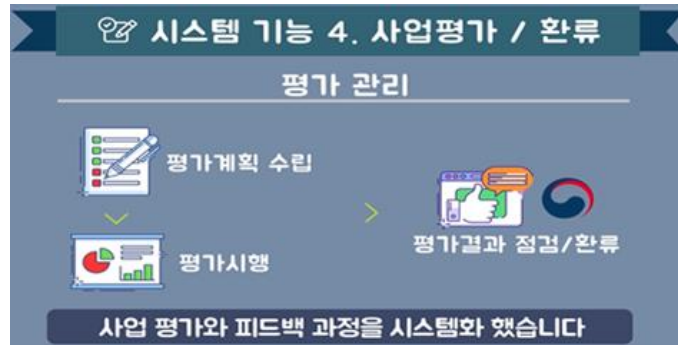 시스템 기능 4. 사업평가 / 환류
평가 관리
평가계획 수립
평가시행
평가결과 점검/환류
사업 평가와 피드백 과정을 시스템화 했습니다